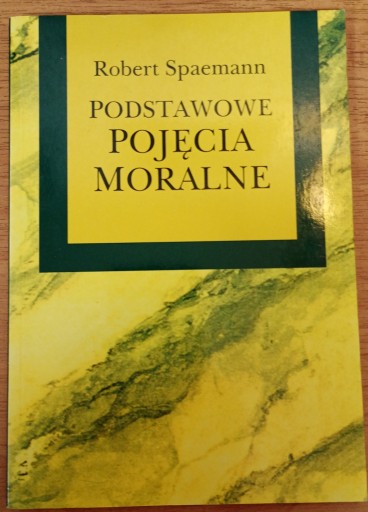 Robert Spaemann
PODSTAWOWE
POJĘCIA
MORALNE